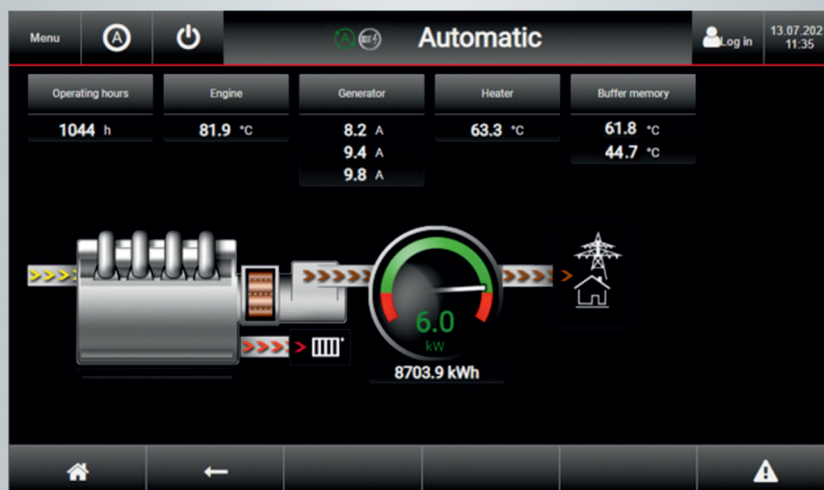 Menu
A
A
Automatic
Log in
13.07.202
11:35
Operating hours
Engine
Generator
Heater
Buffer memory
1044 h
81.9 °C
8.2 A
63.3 °C
61.8 °C
9.4 A
44.7 °C
9.8 A
6.0
kW
8703.9 kWh